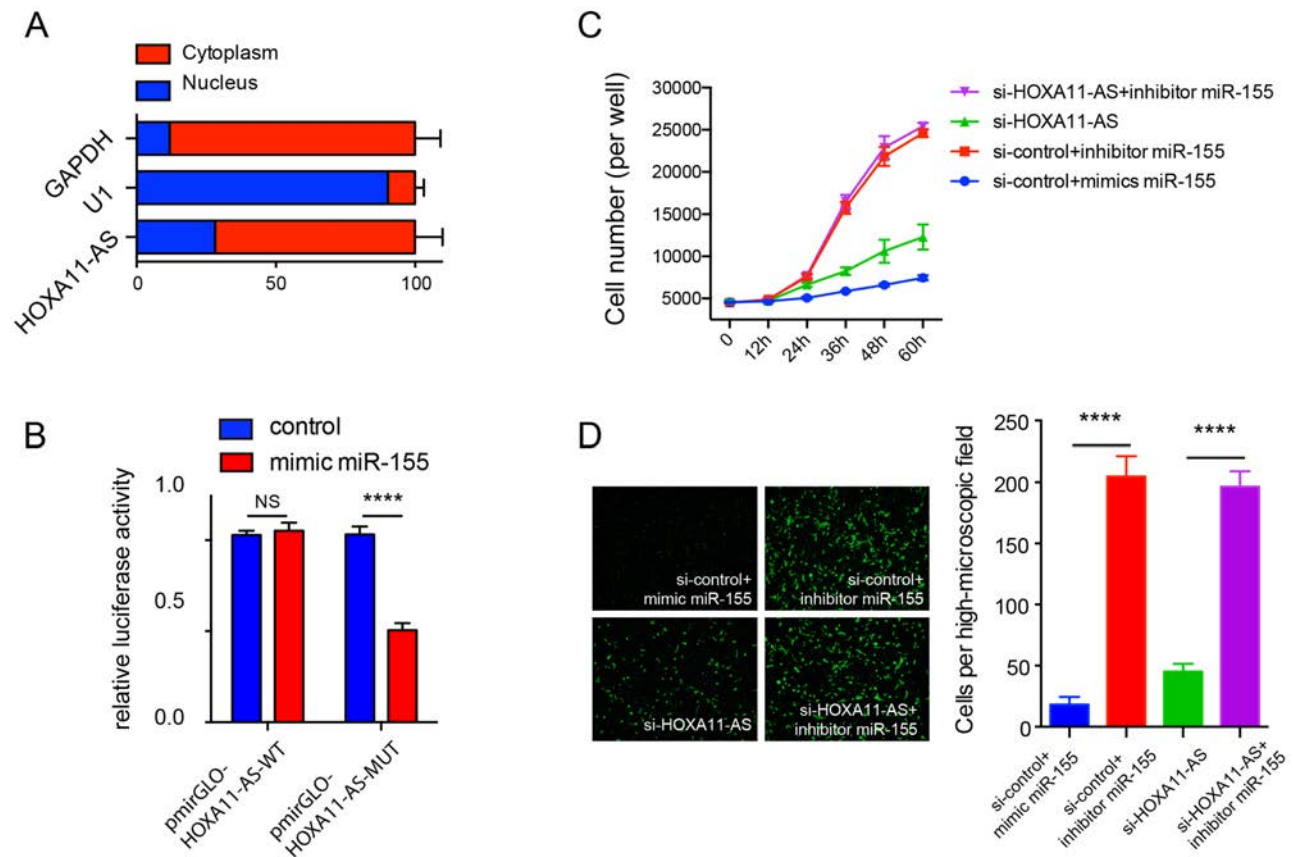 A
Cytoplasm
Nucleus
GAPDH
U1
HOXA11-AS
0
50
100
C
Cell number (per well)
30000
25000
20000
15000
10000
5000
0
12h
24h
36h
48h
60h
si-HOXA11-AS+inhibitor miR-155
si-HOXA11-AS
si-control+inhibitor miR-155
si-control+mimics miR-155
B
control
mimic miR-155
relative luciferase activity
1.0
0.5
0.0
NS
****
pmirGLO-
HOXA11-AS-WT
pmirGLO-
HOXA11-AS-MUT
D
si-control+
mimic miR-155
si-control+
inhibitor miR-155
si-HOXA11-AS
si-HOXA11-AS+
inhibitor miR-155
Cells per high-microscopic field
250
200
150
100
50
0
****
****
si-control+
mimic miR-155
si-control+
inhibitor miR-155
si-HOXA11-AS
si-HOXA11-AS+
inhibitor miR-155